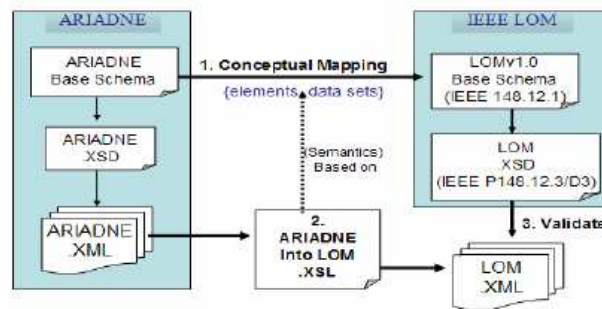 ARIADNE
IEEE LOM
ARIADNE
Base Schema
1. Conceptual Mapping
{elements, data sets}
LOMv1.0
Base Schema
(IEEE 148.12.1)
ARIADNE
.XSD
(Semantics)
Based on
LOM
XSD
(IEEE P148.12.3/D3)
ARIADNE
.XML
2.
ARIADNE
Into LOM
.XSL
3. Validate
LOM
.XML